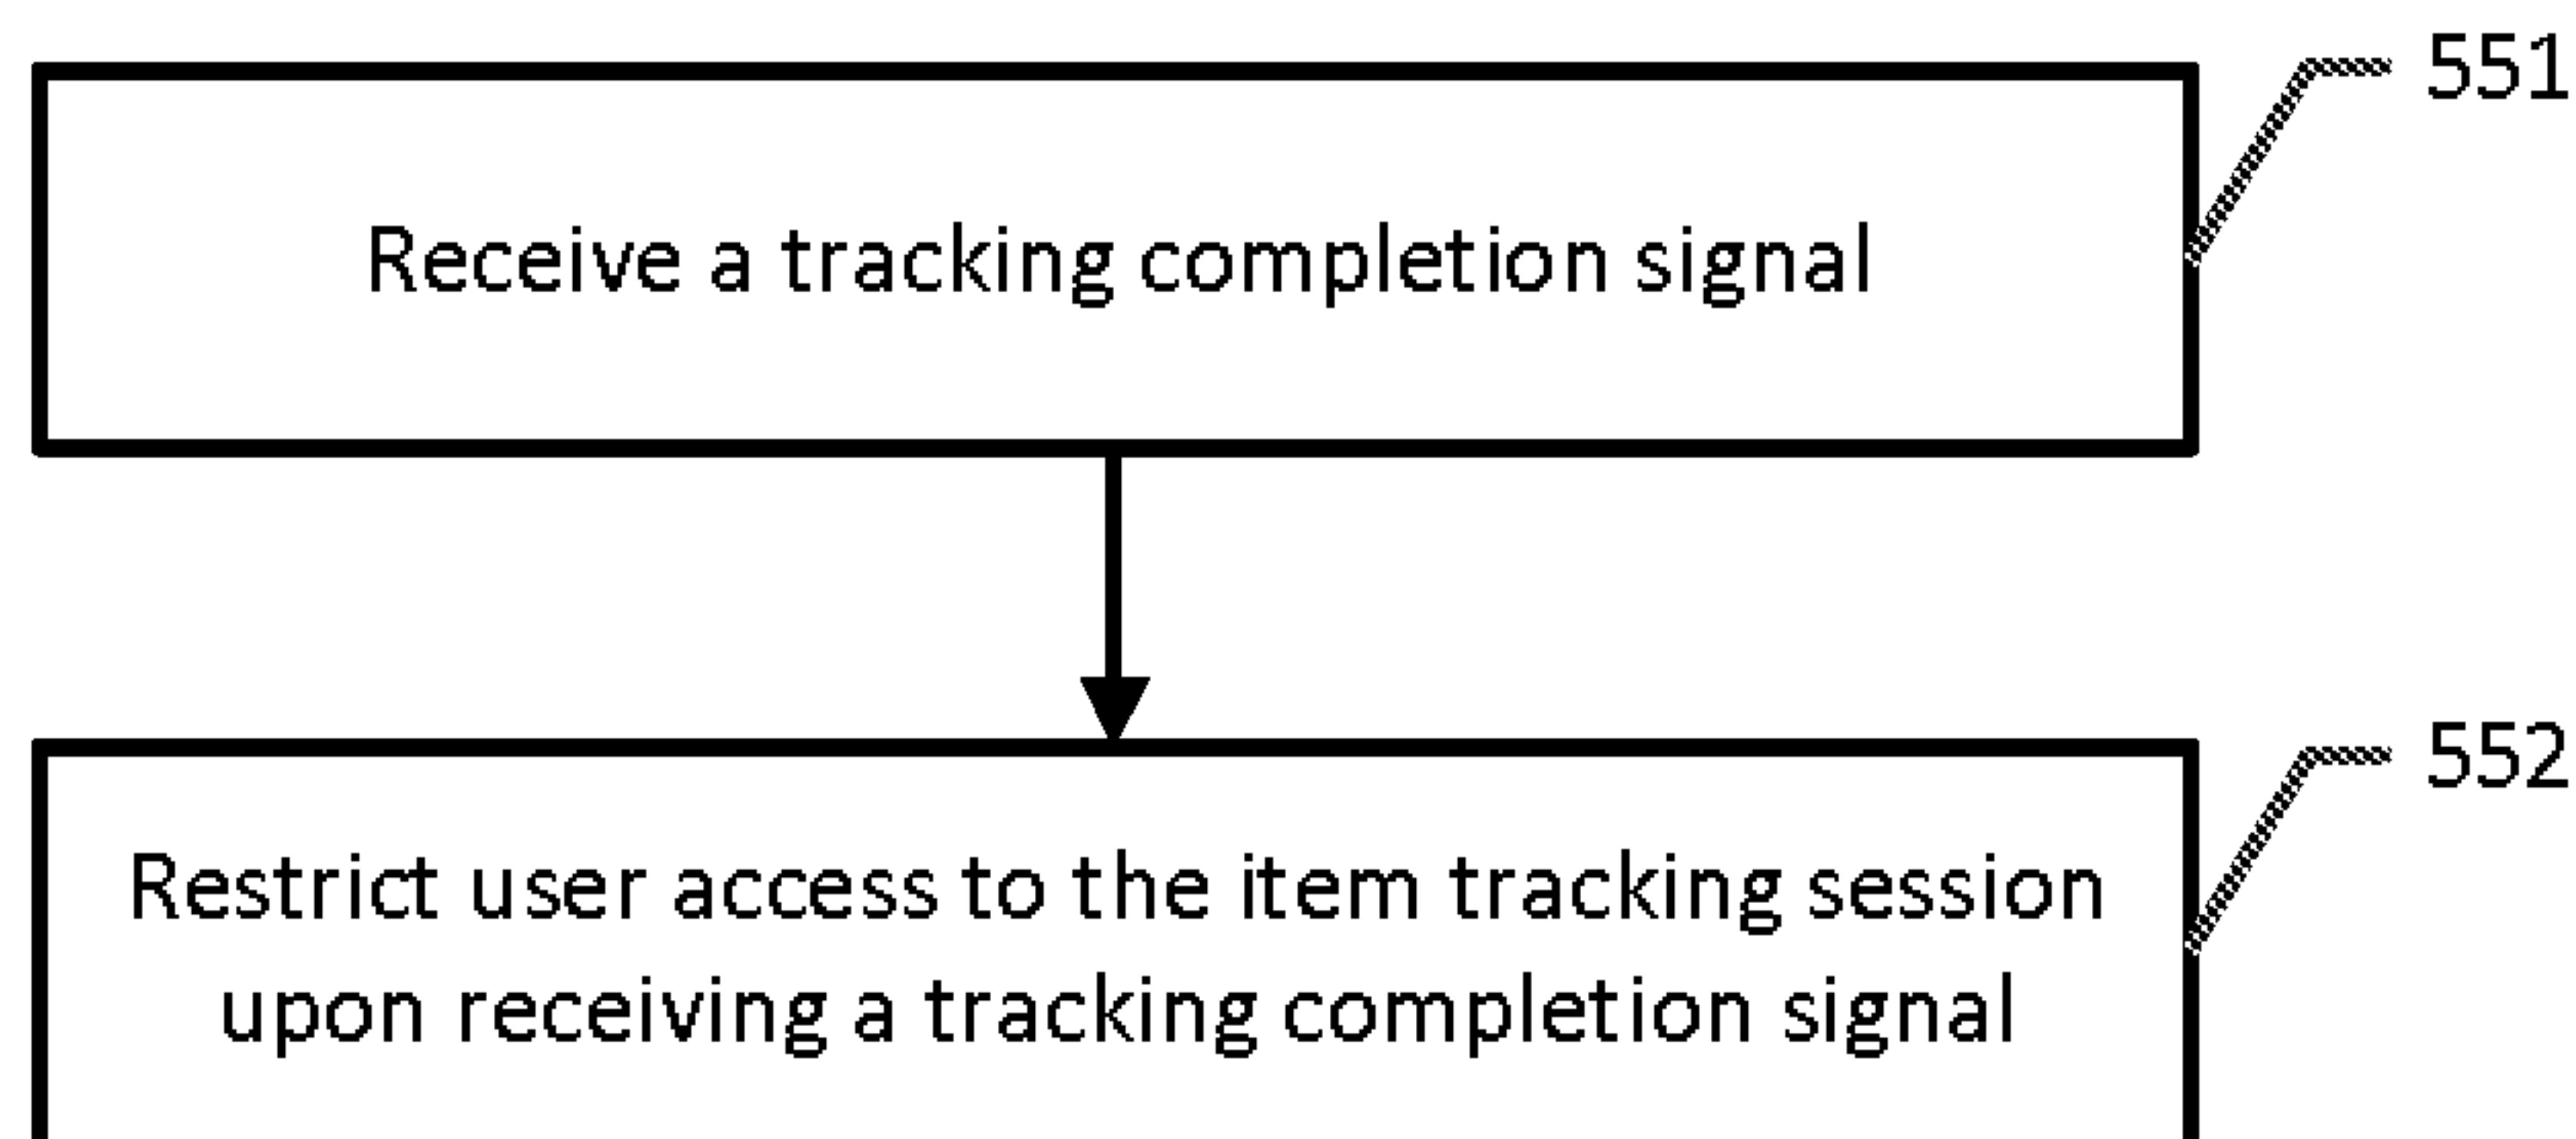 551
Receive a tracking completion signal
552
Restrict user access to the item tracking session
upon receiving a tracking completion signal